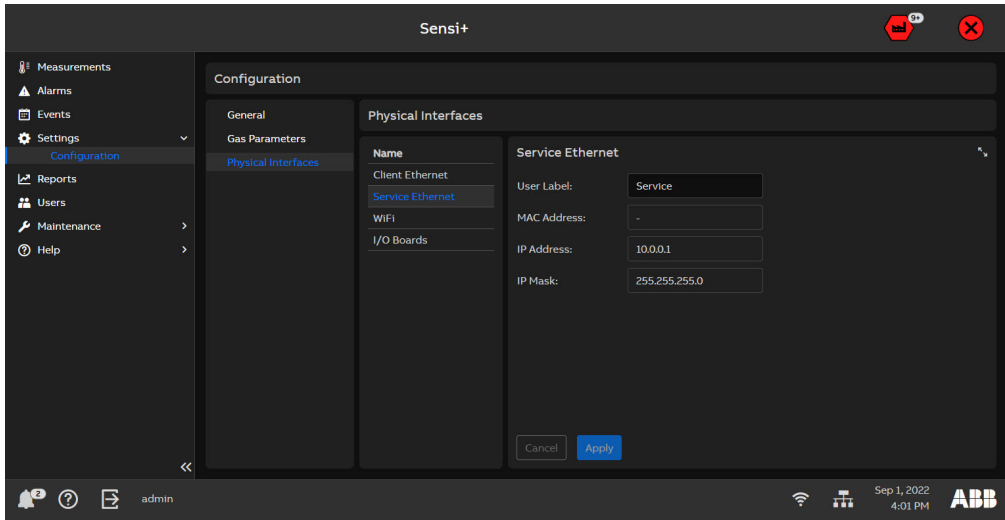 Sensi+
9+
Measurements
Alarms
Events
Settings
Configuration
Reports
Users
Maintenance
Help
Configuration
General
Gas Parameters
Physical Interfaces
Physical Interfaces
Name
Client Ethernet
Service Ethernet
WiFi
I/O Boards
Service Ethernet
User Label: Service
MAC Address: -
IP Address: 10.0.0.1
IP Mask: 255.255.255.0
Cancel Apply
2
admin
Sep 1, 2022
4:01 PM
ABB